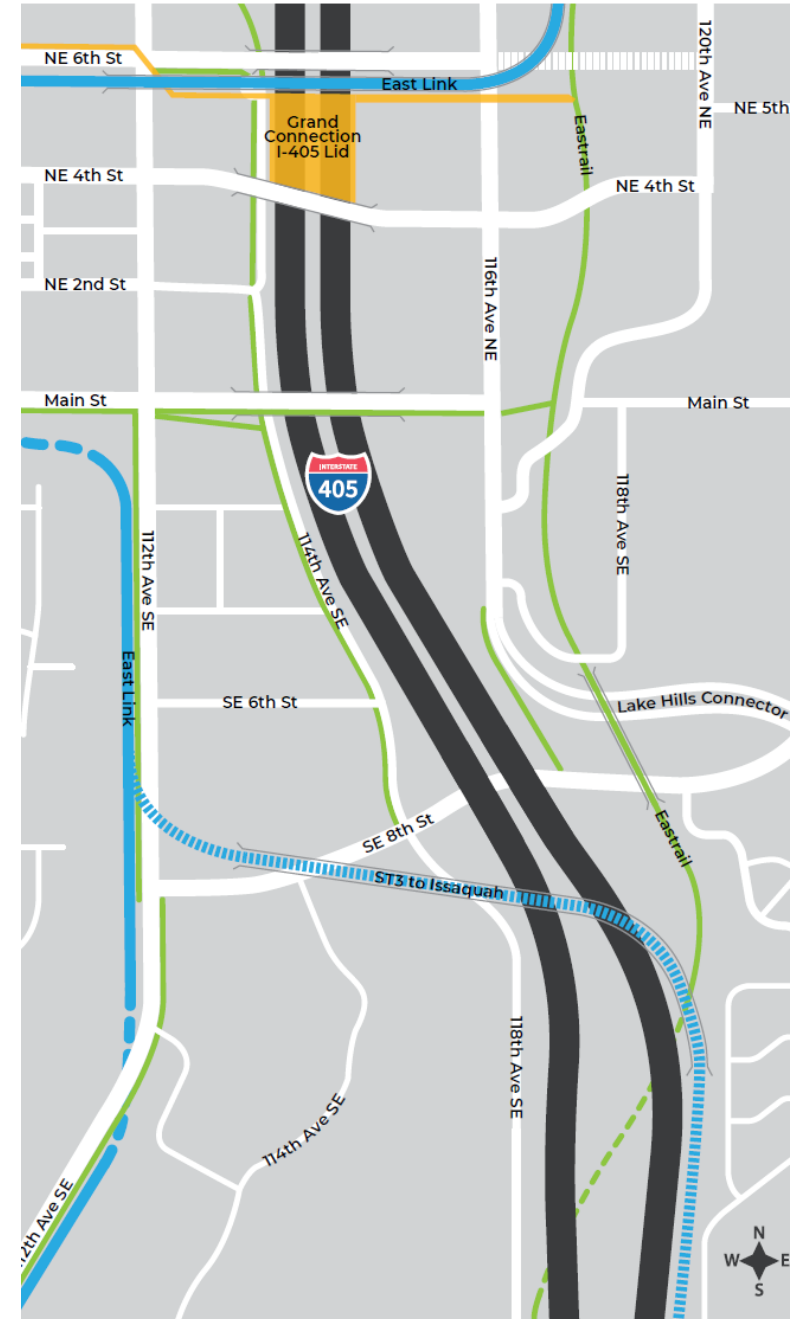 NE 6th St
East Link
120th Ave NE
NE 5th
Grand
Connection
I-405 Lid
Eastrail
NE 4th St
NE 4th St
116th Ave NE
NE 2nd St
Main St
Main St
INTERSTATE
405
118th Ave SE
112th Ave SE
114th Ave SE
East Link
SE 6th St
Lake Hills Connector
SE 8th St
Eastrail
ST3 to Issaquah
118th Ave SE
114th Ave SE
12th Ave SE
N
W
E
S